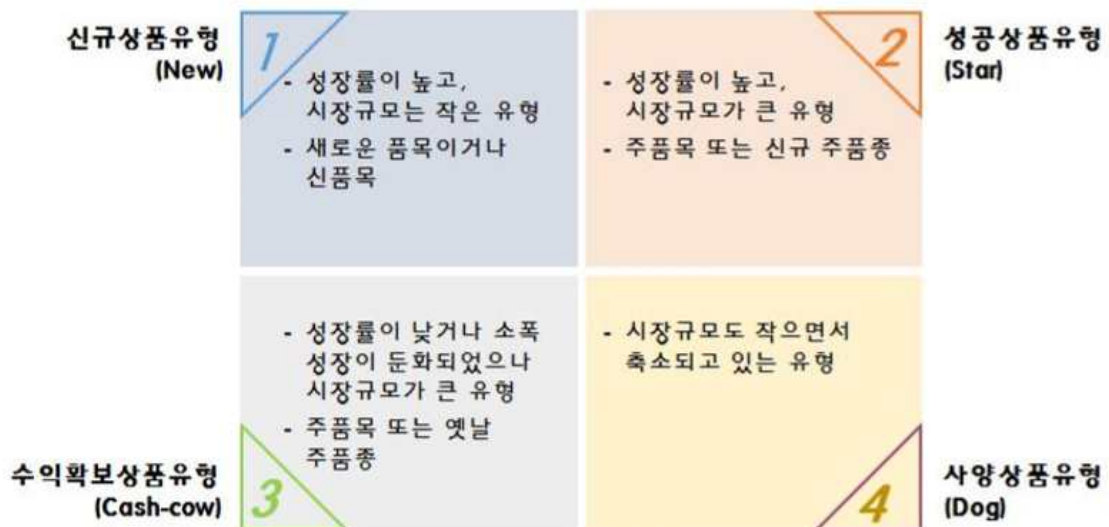 신규상품유형
(New)
1
- 성장률이 높고,
시장규모는 작은 유형
- 새로운 품목이거나
신품목
2
성공상품유형
(Star)
- 성장률이 높고,
시장규모가 큰 유형
- 주품목 또는 신규 주품종
- 성장률이 낮거나 소폭
성장이 둔화되었으나
시장규모가 큰 유형
- 주품목 또는 옛날
주품종
수익확보상품유형
(Cash-cow)
3
- 시장규모도 작으면서
축소되고 있는 유형
4
사양상품유형
(Dog)